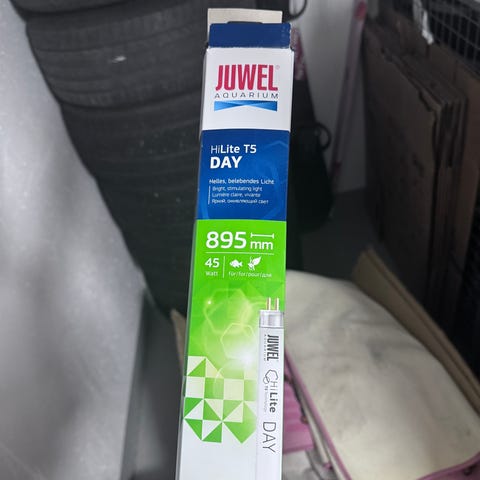 JUWEL
AQUARIUM
HiLite T5
DAY
Helles, belebendes Licht
Bright, stimulating light
Lumière claire, vivante
Яркий, оживляющий свет
895 mm
45
Watt
für/for/pour/для
JUWEL
AQUARIUM
HiLite
DAY